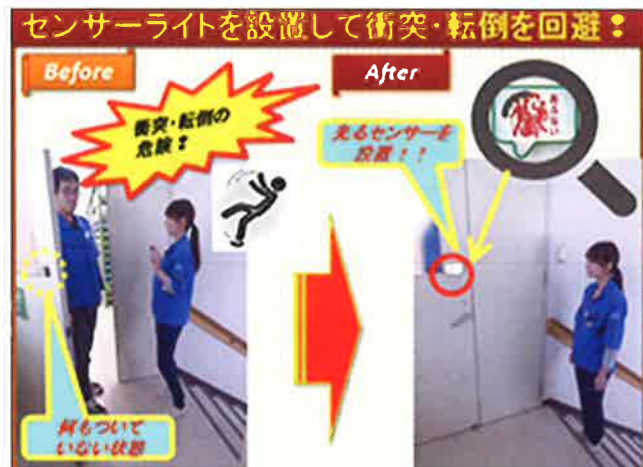 センサーライトを設置して衝突・転倒を回避！
Before
After
衝突・転倒の
危険！
光るセンサーを
設置！！
何もついて
いない状態